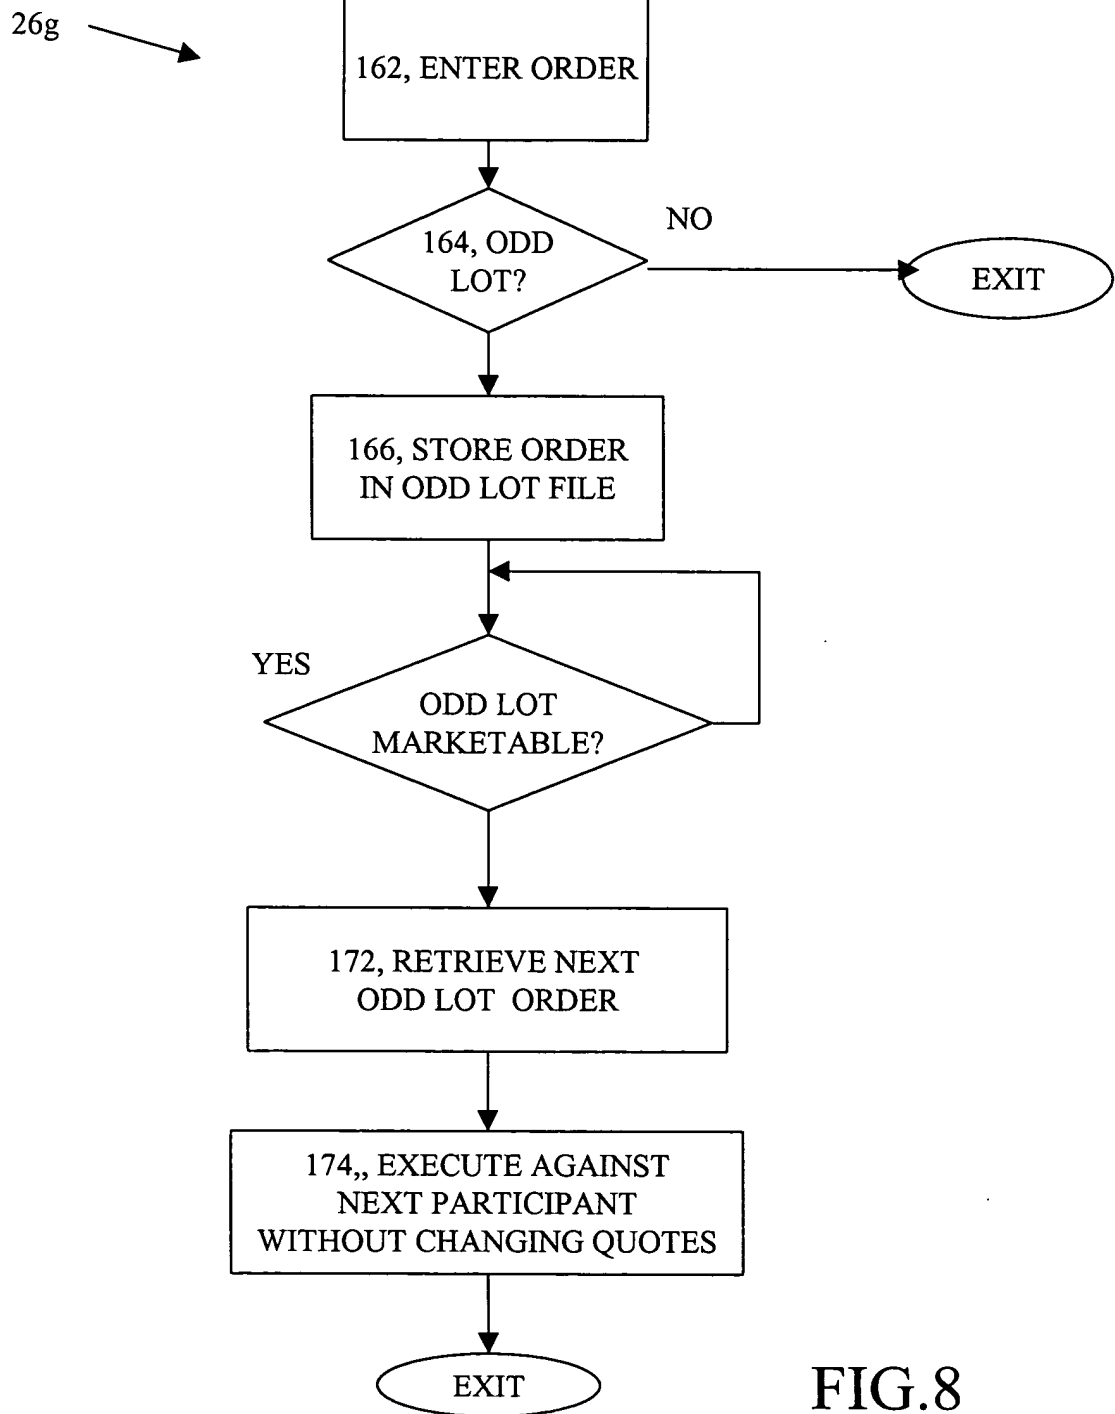 26g
162, ENTER ORDER
164, ODD
LOT?
NO
EXIT
166, STORE ORDER
IN ODD LOT FILE
YES
ODD LOT
MARKETABLE?
172, RETRIEVE NEXT
ODD LOT ORDER
174,, EXECUTE AGAINST
NEXT PARTICIPANT
WITHOUT CHANGING QUOTES
EXIT
FIG.8